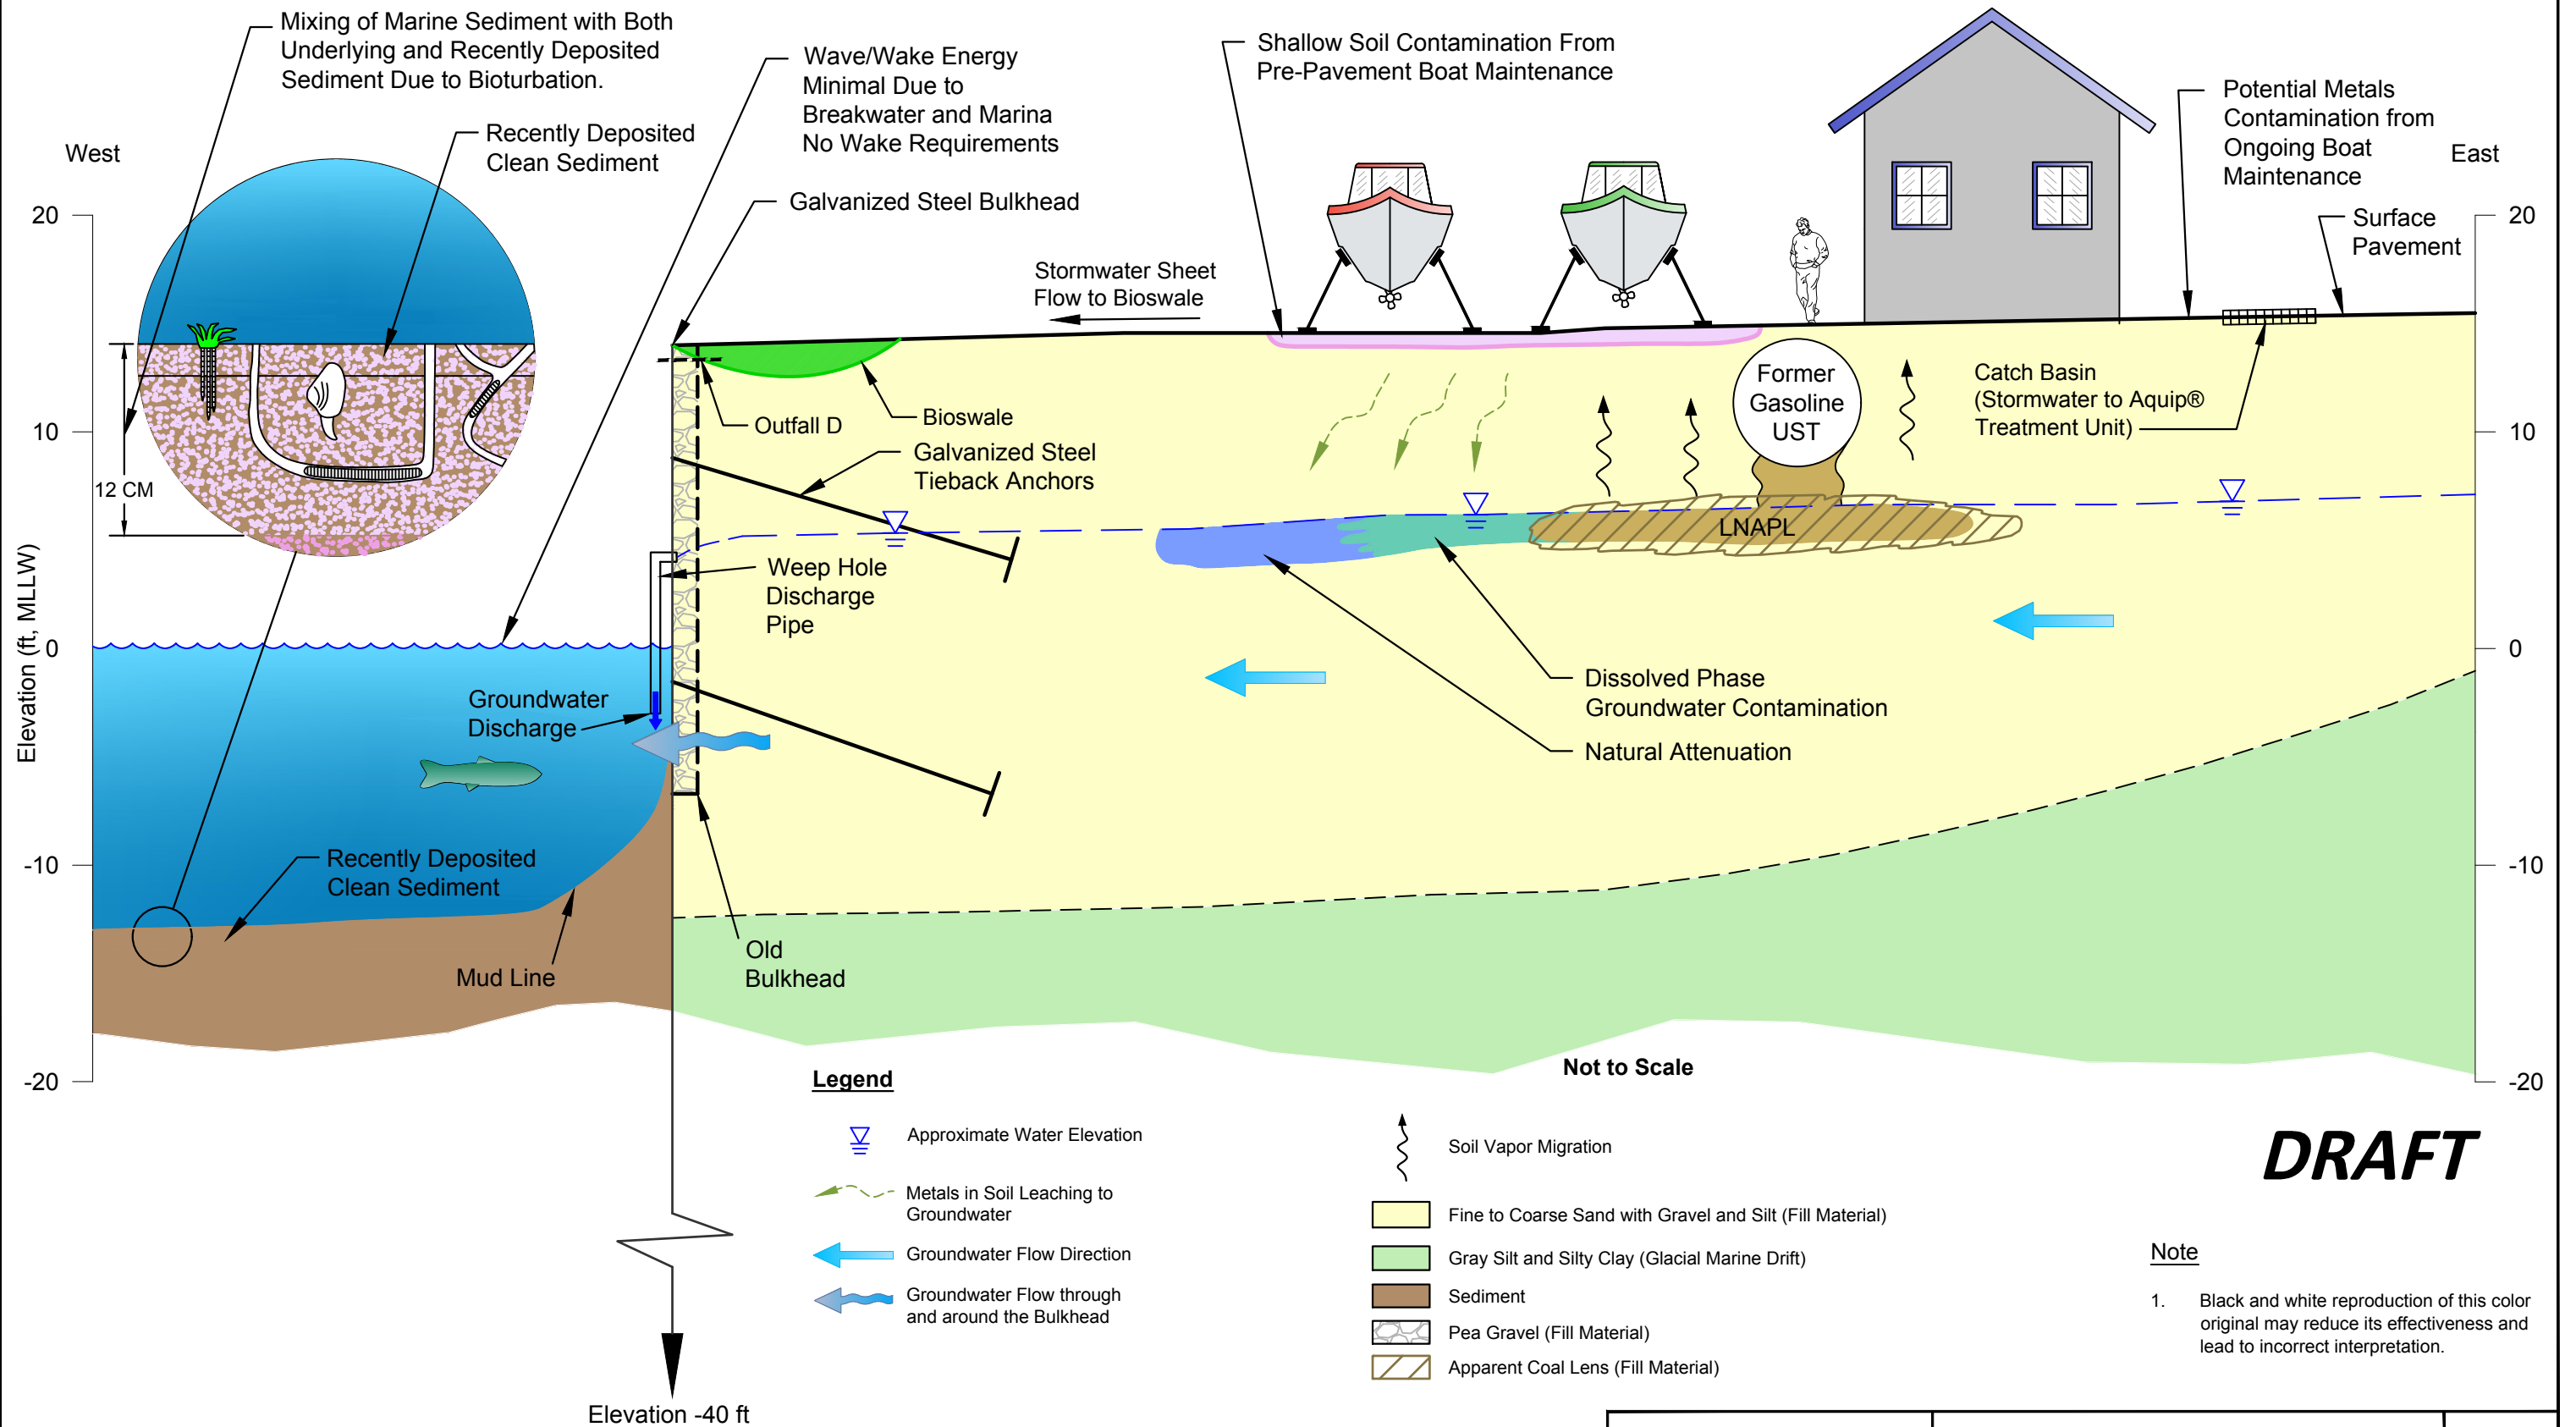 Mixing of Marine Sediment with Both
Underlying and Recently Deposited
Sediment Due to Bioturbation.
Recently Deposited
Clean Sediment
Wave/Wake Energy
Minimal Due to
Breakwater and Marina
No Wake Requirements
Galvanized Steel Bulkhead
Shallow Soil Contamination From
Pre-Pavement Boat Maintenance
Potential Metals
Contamination from
Ongoing Boat
Maintenance
Surface
Pavement
West
East
20
10
0
-10
-20
Elevation (ft, MLLW)
20
10
0
-10
-20
12 CM
Stormwater Sheet
Flow to Bioswale
Outfall D
Bioswale
Galvanized Steel
Tieback Anchors
Former
Gasoline
UST
Catch Basin
(Stormwater to Aquip®
Treatment Unit)
LNAPL
Weep Hole
Discharge
Pipe
Groundwater
Discharge
Dissolved Phase
Groundwater Contamination
Natural Attenuation
Recently Deposited
Clean Sediment
Mud Line
Old
Bulkhead
Not to Scale
Elevation -40 ft
Legend
Approximate Water Elevation
Metals in Soil Leaching to
Groundwater
Groundwater Flow Direction
Groundwater Flow through
and around the Bulkhead
Soil Vapor Migration
Fine to Coarse Sand with Gravel and Silt (Fill Material)
Gray Silt and Silty Clay (Glacial Marine Drift)
Sediment
Pea Gravel (Fill Material)
Apparent Coal Lens (Fill Material)
DRAFT
Note
1. Black and white reproduction of this color
original may reduce its effectiveness and
lead to incorrect interpretation.